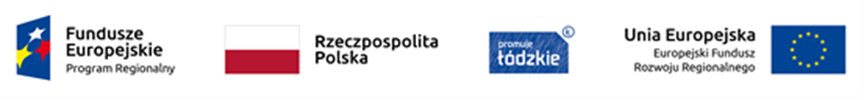 Fundusze
Europejskie
Program Regionalny
Rzeczpospolita
Polska
promuje
łódzkie
Unia Europejska
Europejski Fundusz
Rozwoju Regionalnego